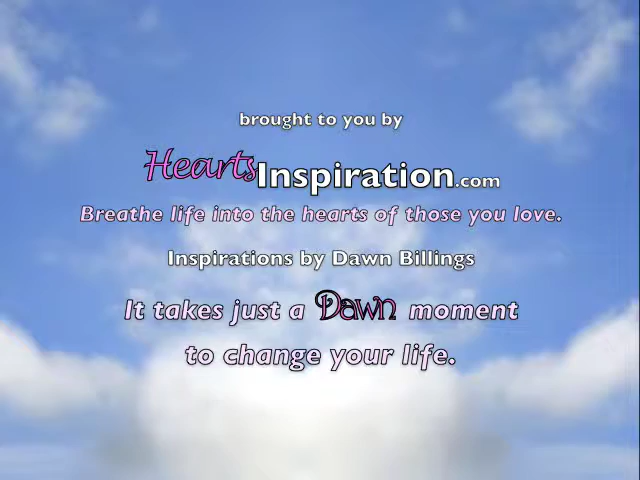 brought to you by
HeartsInspiration.com
Breathe life into the hearts of those you love.
Inspirations by Dawn Billings
It takes just a Dawn moment
to change your life.